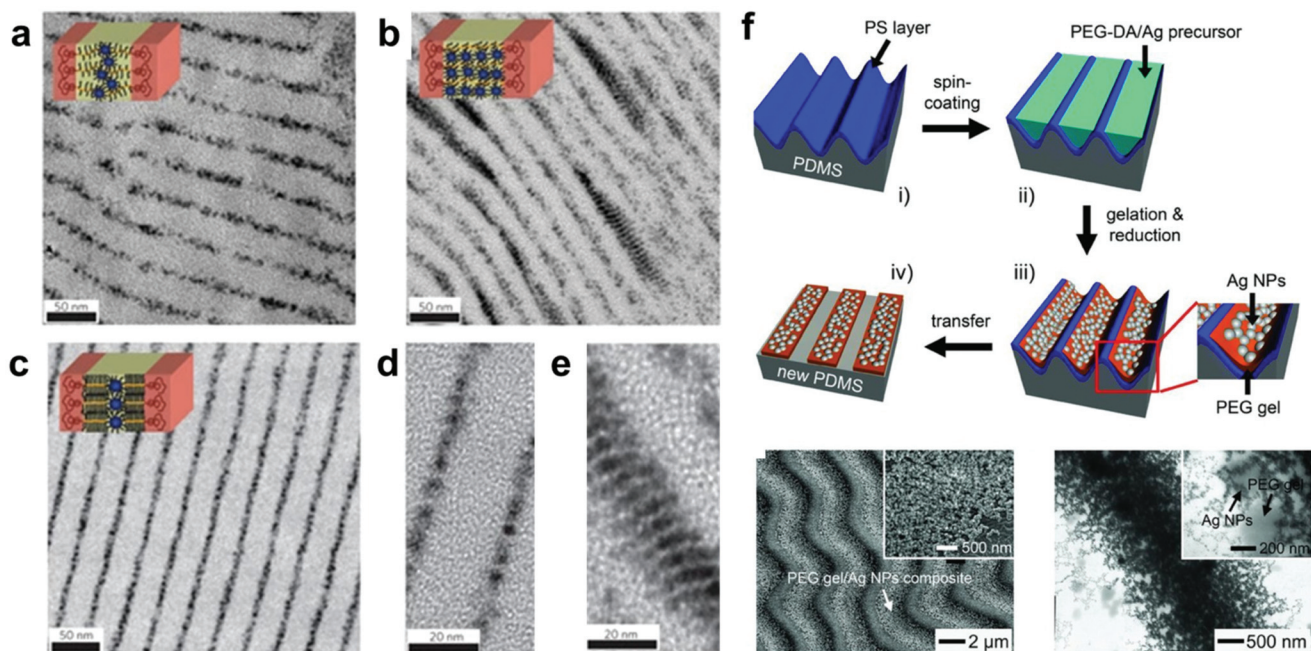 a
50 nm
b
50 nm
c
50 nm
d
20 nm
e
20 nm
f
PS layer
PEG-DA/Ag precursor
spin-
coating
PDMS
i)
ii)
gelation &
reduction
iv)
iii)
Ag NPs
transfer
new PDMS
PEG gel
500 nm
PEG gel/Ag NPs composite
2 µm
PEG gel
Ag NPs
200 nm
500 nm